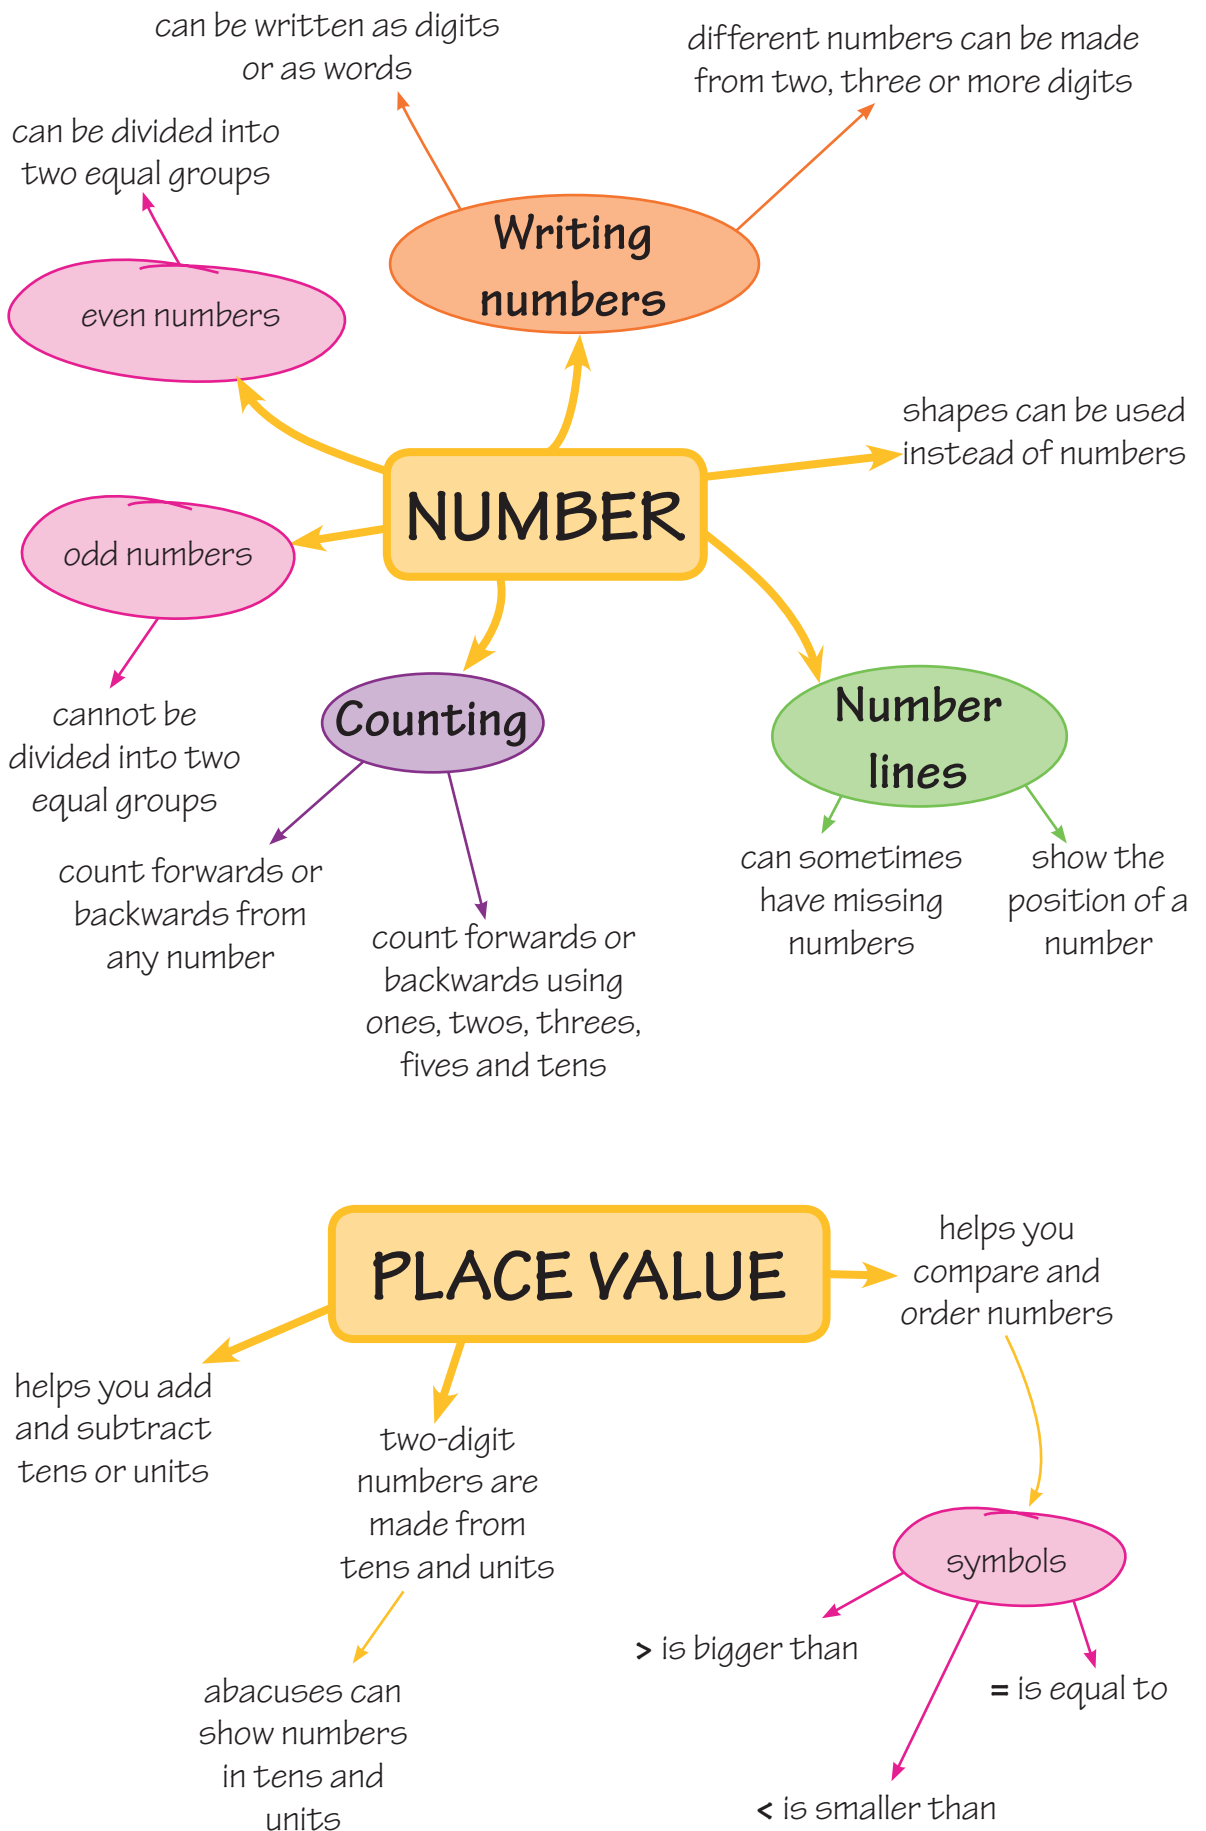 can be written as digits
or as words
different numbers can be made
from two, three or more digits
can be divided into
two equal groups
Writing
numbers
even numbers
shapes can be used
instead of numbers
NUMBER
odd numbers
cannot be
divided into two
equal groups
Counting
Number
lines
count forwards or
backwards from
any number
count forwards or
backwards using
ones, twos, threes,
fives and tens
can sometimes
have missing
numbers
show the
position of a
number
PLACE VALUE
helps you
compare and
order numbers
helps you add
and subtract
tens or units
two-digit
numbers are
made from
tens and units
symbols
> is bigger than
= is equal to
< is smaller than
abacuses can
show numbers
in tens and
units